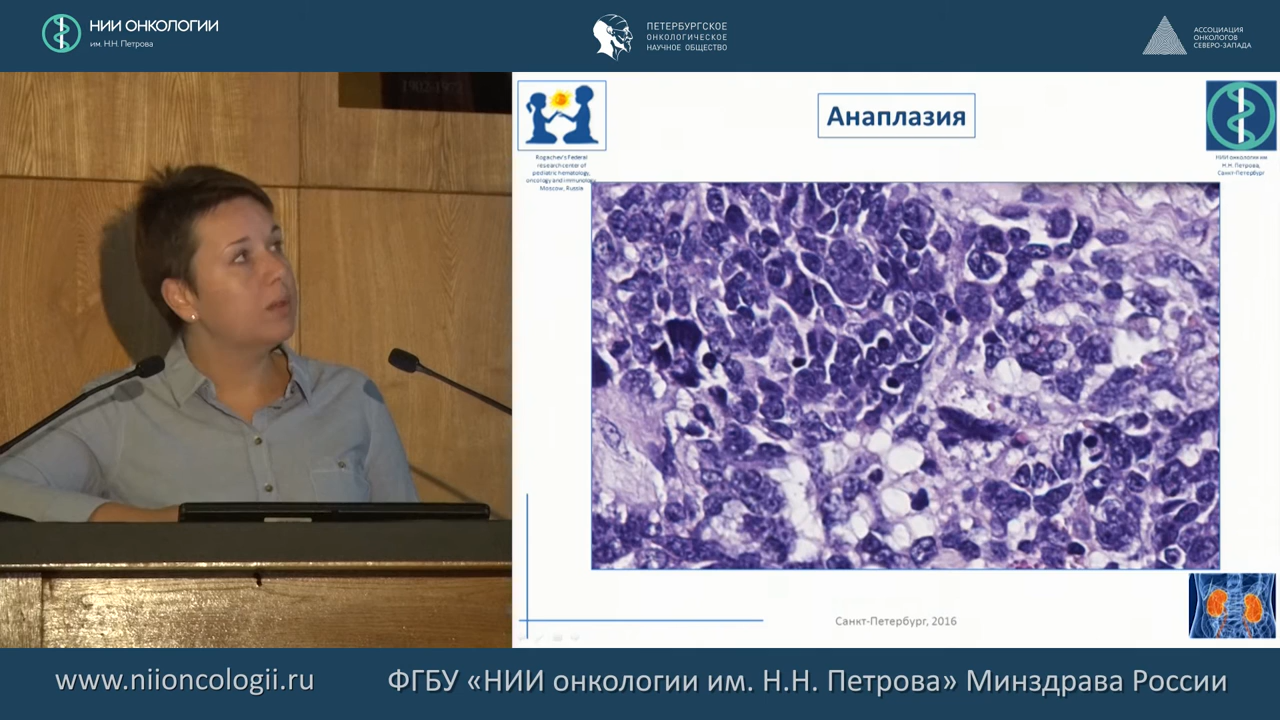 НИИ ОНКОЛОГИИ
им. Н.Н. Петрова
ПЕТЕРБУРГСКОЕ
ОНКОЛОГИЧЕСКОЕ
НАУЧНОЕ ОБЩЕСТВО
АССОЦИАЦИЯ
ОНКОЛОГОВ
СЕВЕРО-ЗАПАДА
1902-1972
Rogachev's Federal
research center of
pediatric hematology,
oncology and immunology
Moscow, Russia
Анаплазия
НИИ онкологии им
Н.Н. Петрова,
Санкт-Петербург
Санкт-Петербург, 2016
www.niioncologii.ru
ФГБУ «НИИ онкологии им. Н.Н. Петрова» Минздрава России